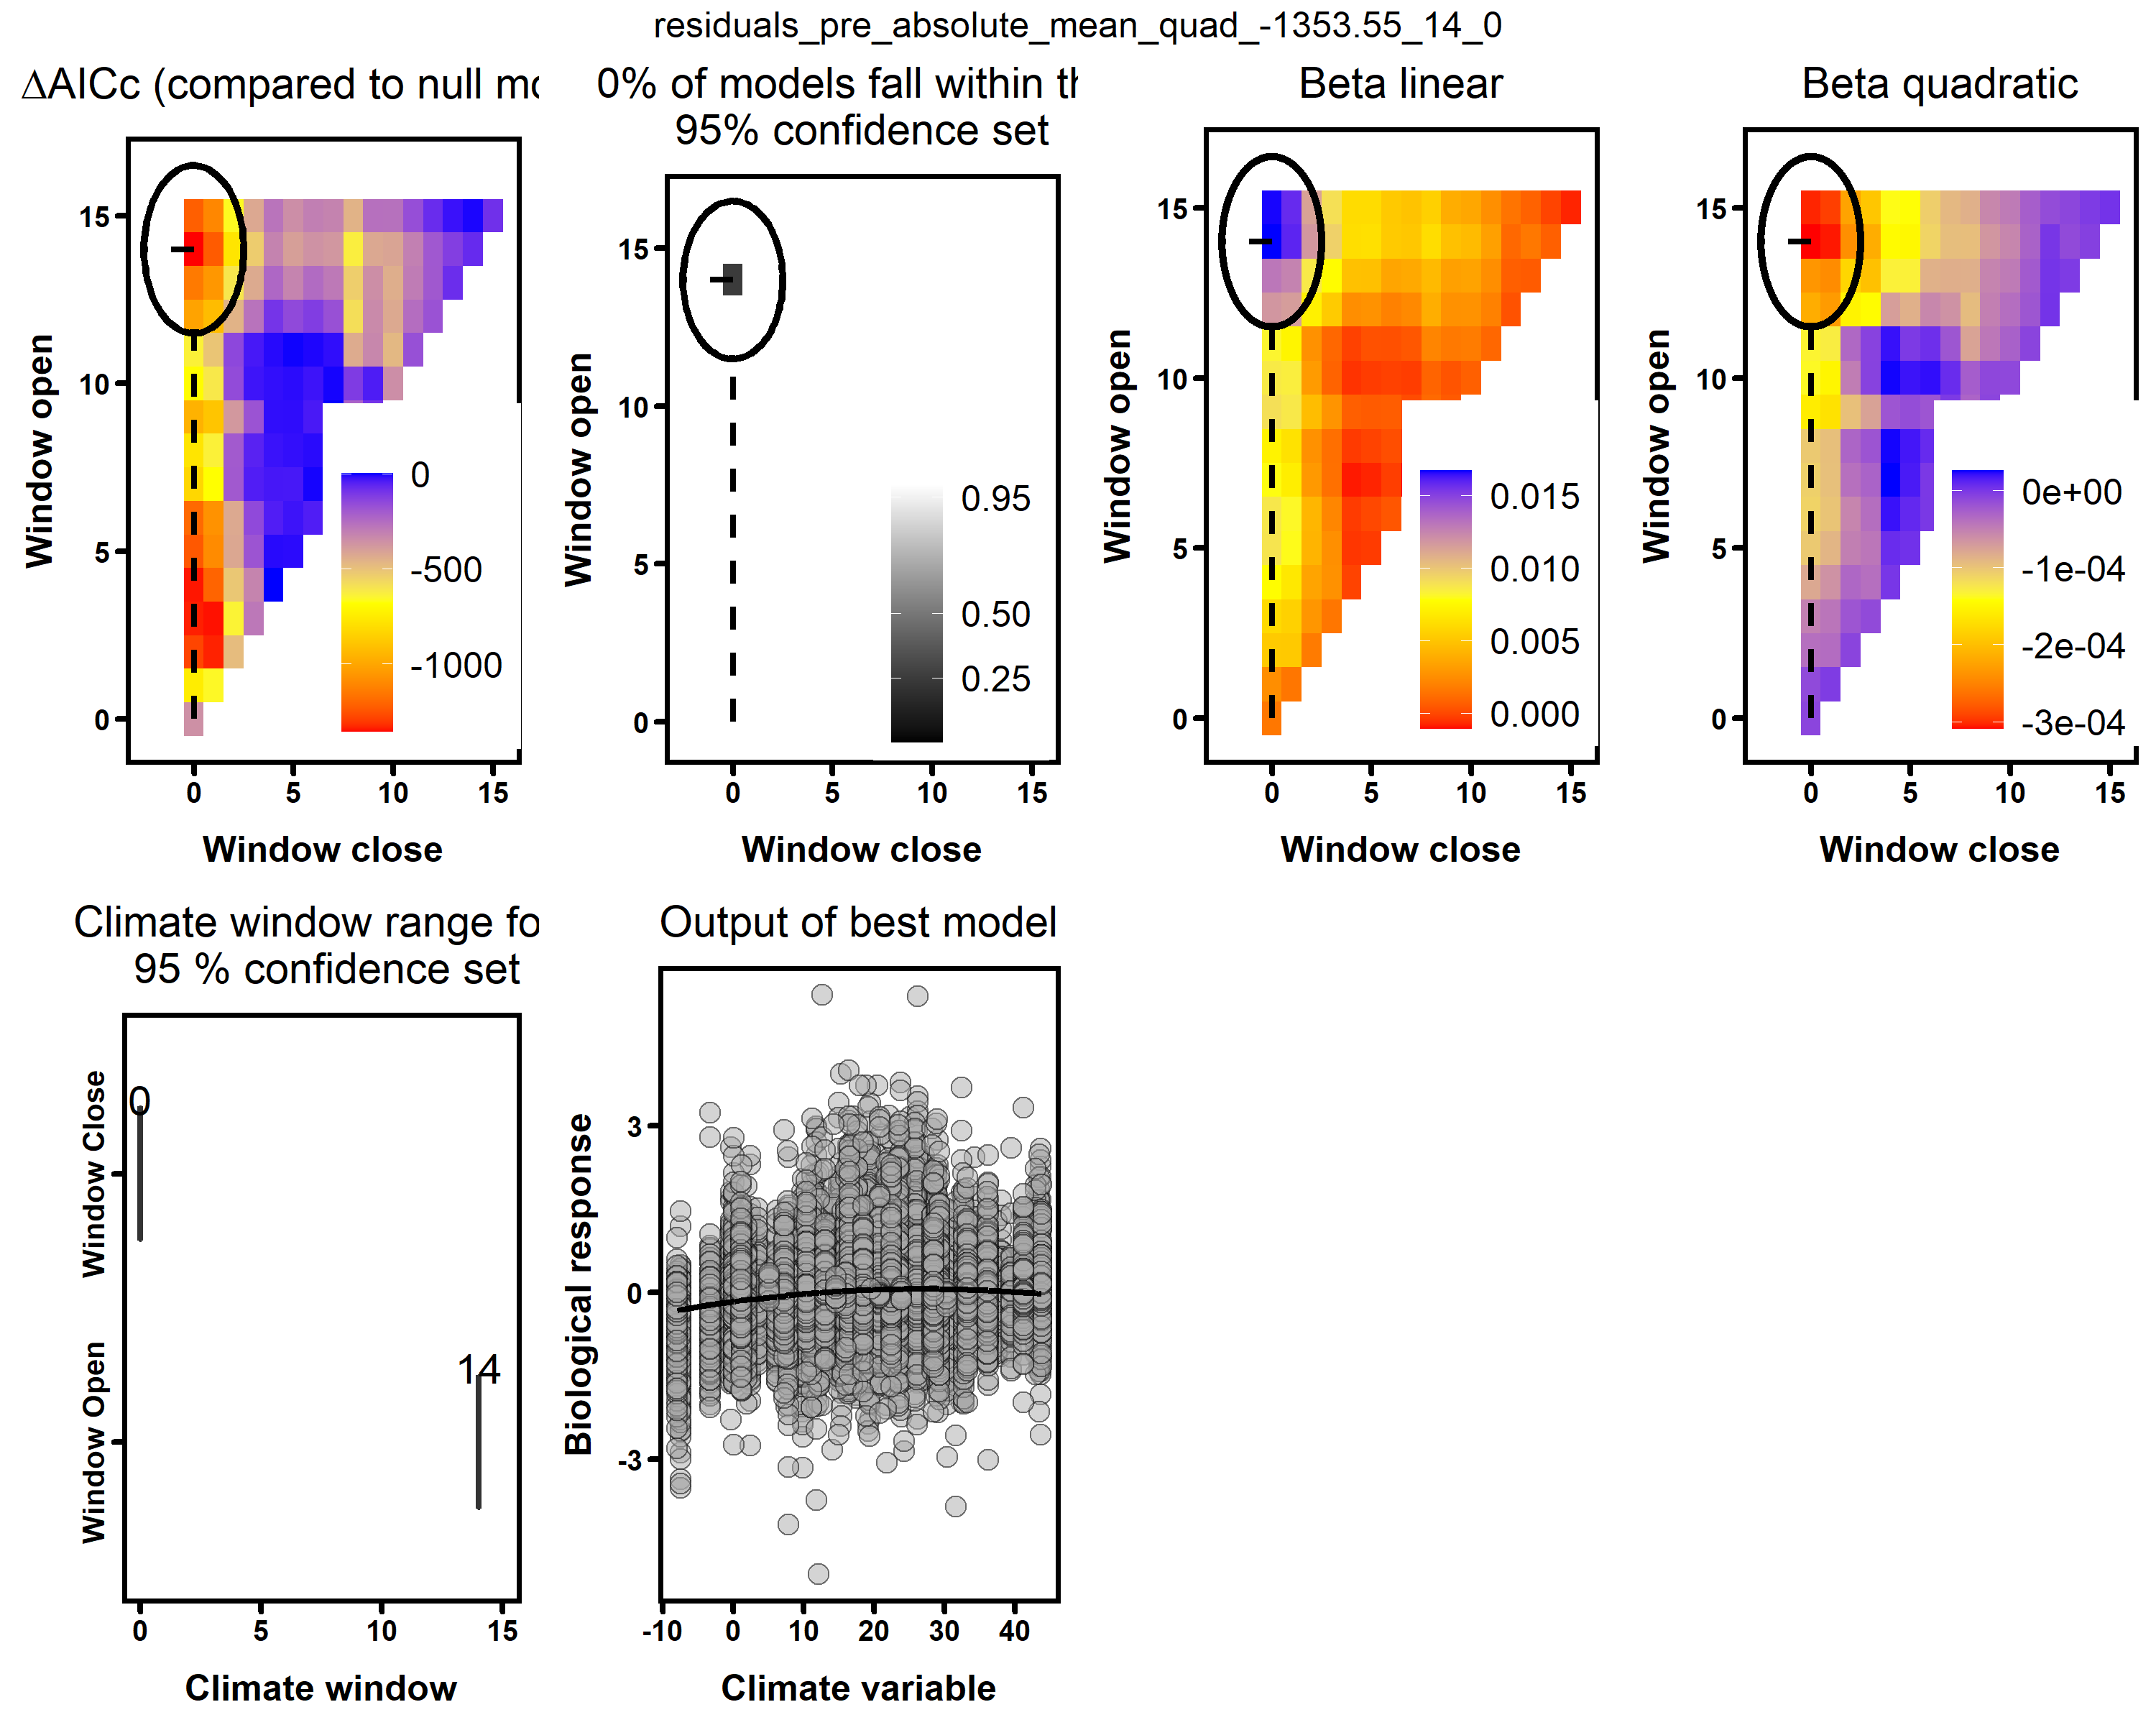 residuals_pre_absolute_mean_quad_-1353.55_14_0
ΔAICc (compared to null mo
15
10
5
0
Window open
0
-500
-1000
0 5 10 15
Window close
0% of models fall within th
95% confidence set
15
10
5
0
Window open
0.95
0.50
0.25
0 5 10 15
Window close
Beta linear
15
10
5
0
Window open
0.015
0.010
0.005
0.000
0 5 10 15
Window close
Beta quadratic
15
10
5
0
Window open
0e+00
-1e-04
-2e-04
-3e-04
0 5 10 15
Window close
Climate window range fo
95 % confidence set
Window Close
Window Open
0
14
0 5 10 15
Climate window
Output of best model
Biological response
3
0
-3
-10 0 10 20 30 40
Climate variable